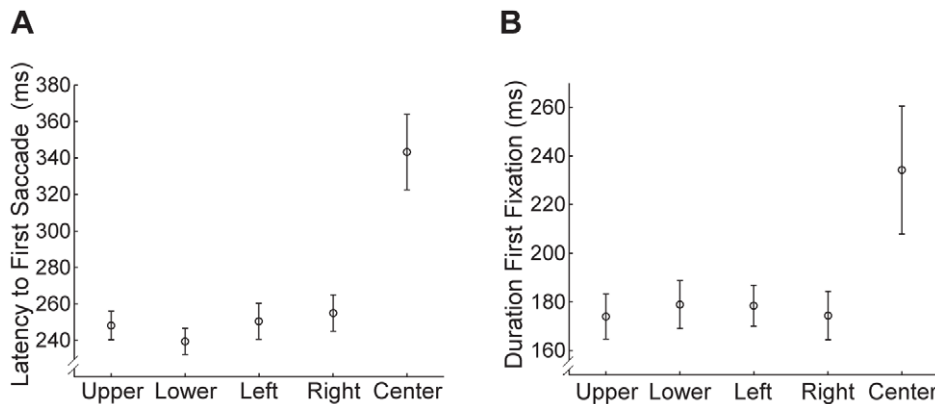 A
Latency to First Saccade (ms)
380
360
340
320
300
280
260
240
Upper Lower Left Right Center
B
Duration First Fixation (ms)
260
240
220
200
180
160
Upper Lower Left Right Center